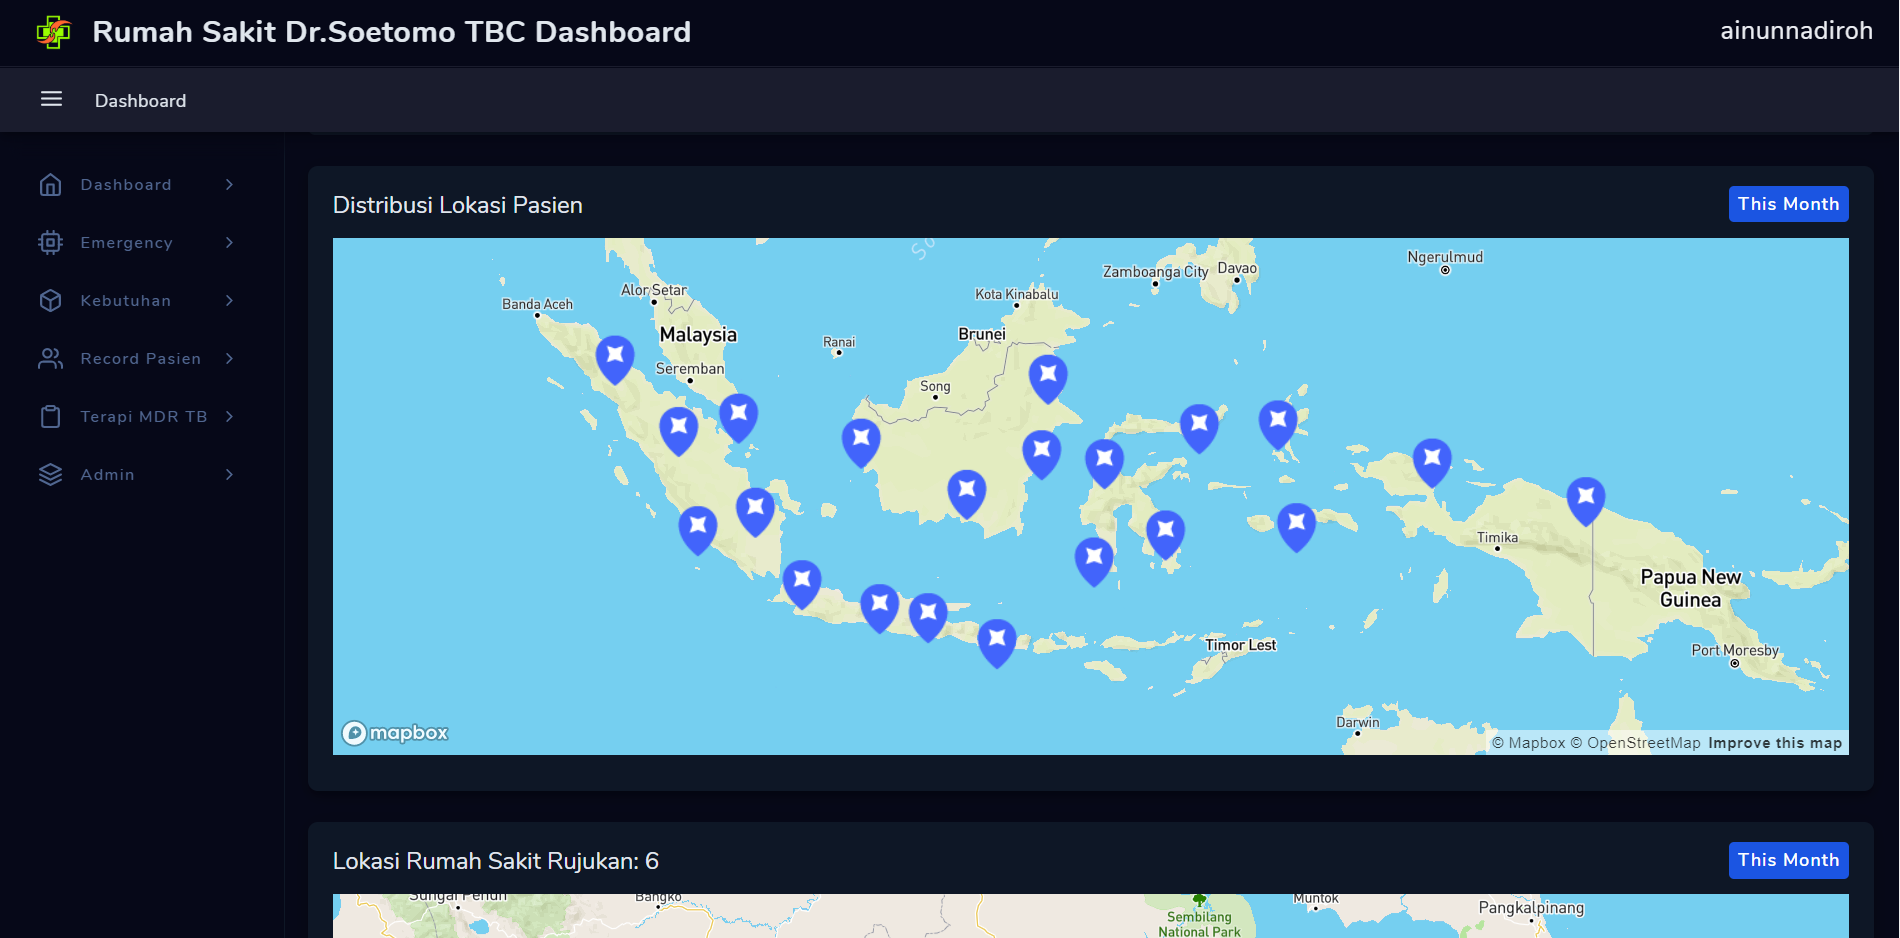 Rumah Sakit Dr.Soetomo TBC Dashboard
ainunnadiroh
Dashboard
Dashboard
Emergency
Kebutuhan
Record Pasien
Terapi MDR TB
Admin
Distribusi Lokasi Pasien
This Month
Ngerulmud
Zamboanga City
Davao
Alor Setar
Banda Aceh
Kota Kinabalu
Malaysia
Brunei
Ranai
Seremban
Song
Timika
Papua New
Guinea
Timor Lest
Port Moresby
Darwin
mapbox
© Mapbox © OpenStreetMap Improve this map
Lokasi Rumah Sakit Rujukan: 6
This Month
Sungai Penuh
Bangko
Muntok
Pangkalpinang
Sembilang
National Park